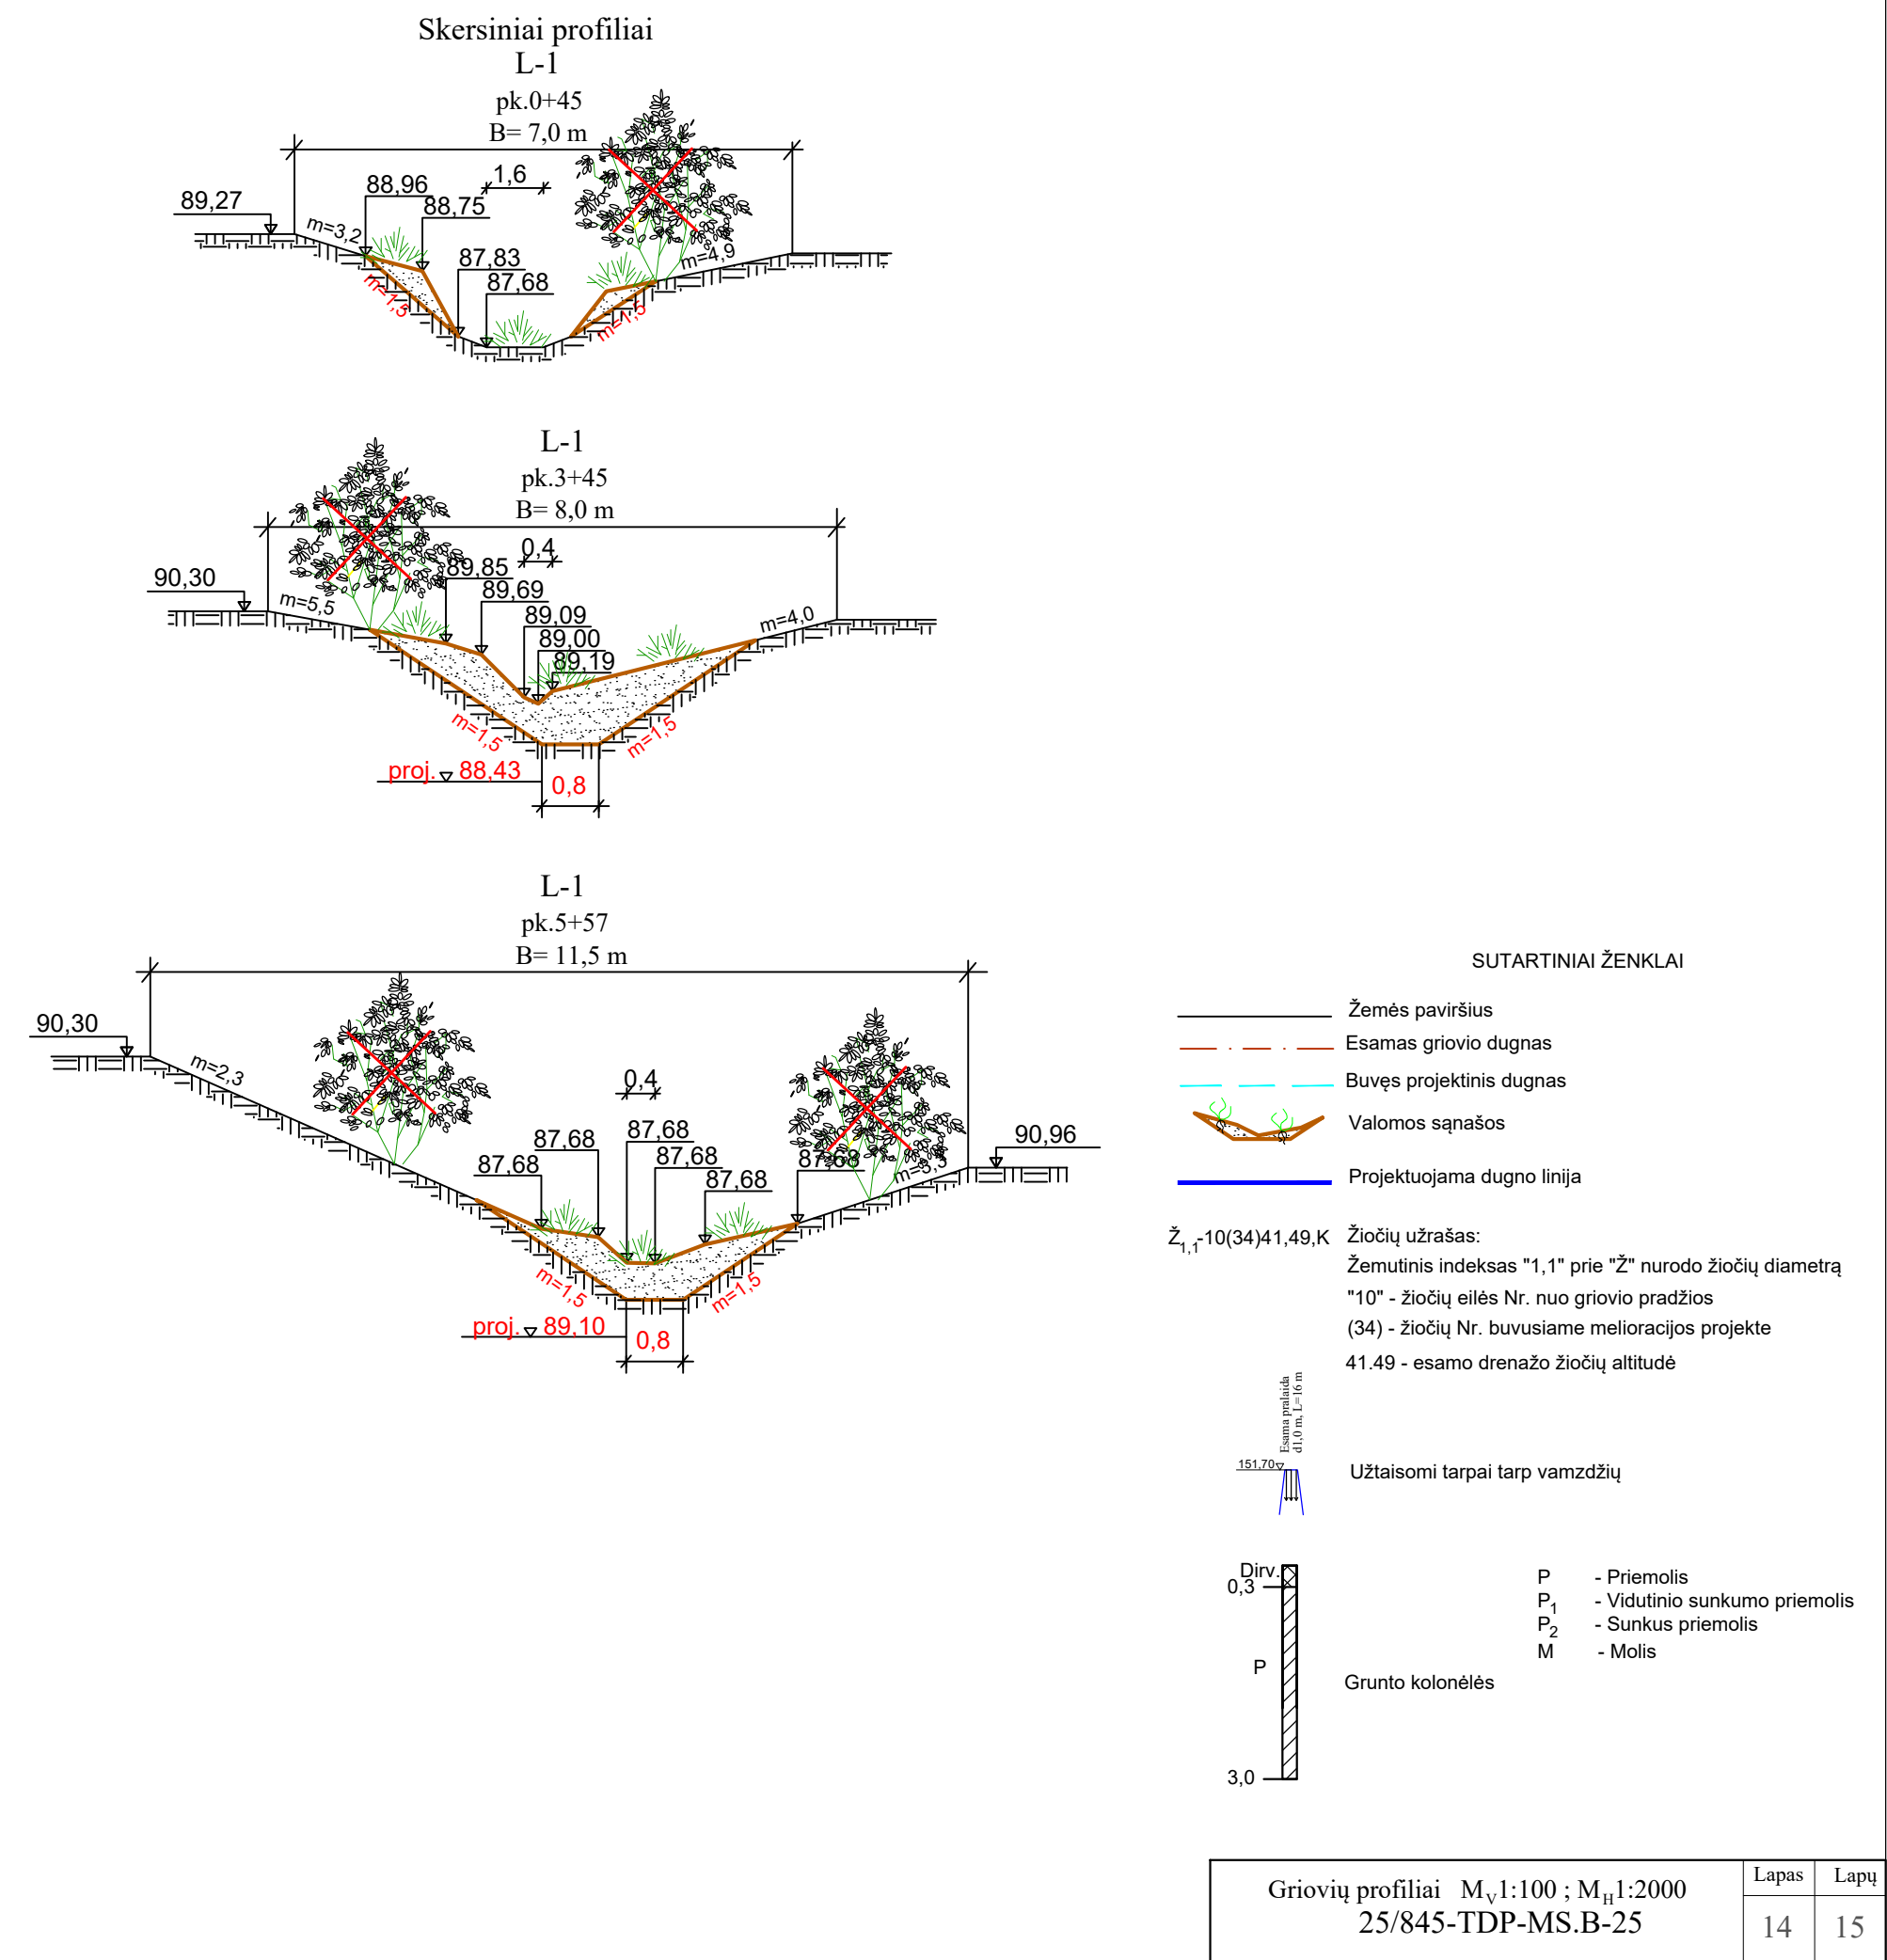 Skersiniai profiliai
L-1
pk.0+45
B= 7,0 m
1,6
89,27
88,96
88,75
m=3,2
87,83
87,68
m=4,9
m=1,5
m=1,5
L-1
pk.3+45
B= 8,0 m
0,4
90,30
89,85
89,69
m=5,5
89,09
89,00
89,19
m=4,0
m=1,5
m=1,5
proj. 88,43
0,8
L-1
pk.5+57
B= 11,5 m
90,30
m=2,3
0,4
87,68
87,68
87,68
87,68
87,68
87,68
90,96
m=3,3
m=1,5
m=1,5
proj. 89,10
0,8
SUTARTINIAI ŽENKLAI
Žemės paviršius
Esamas griovio dugnas
Buvęs projektinis dugnas
Valomos sąnašos
Projektuojama dugno linija
Ž1,1-10(34)41,49,K Žiočių užrašas:
Žemutinis indeksas "1,1" prie "Ž" nurodo žiočių diametrą
"10" - žiočių eilės Nr. nuo griovio pradžios
(34) - žiočių Nr. buvusiame melioracijos projekte
41.49 - esamo drenažo žiočių altitudė
Esama pralaida
d1,0 m, L=16 m
151,70
Užtaisomi tarpai tarp vamzdžių
Dirv.
0,3
P
3,0
Grunto kolonėlės
P - Priemolis
P1 - Vidutinio sunkumo priemolis
P2 - Sunkus priemolis
M - Molis
Griovių profiliai MV1:100 ; MH1:2000
25/845-TDP-MS.B-25
Lapas Lapų
14 15